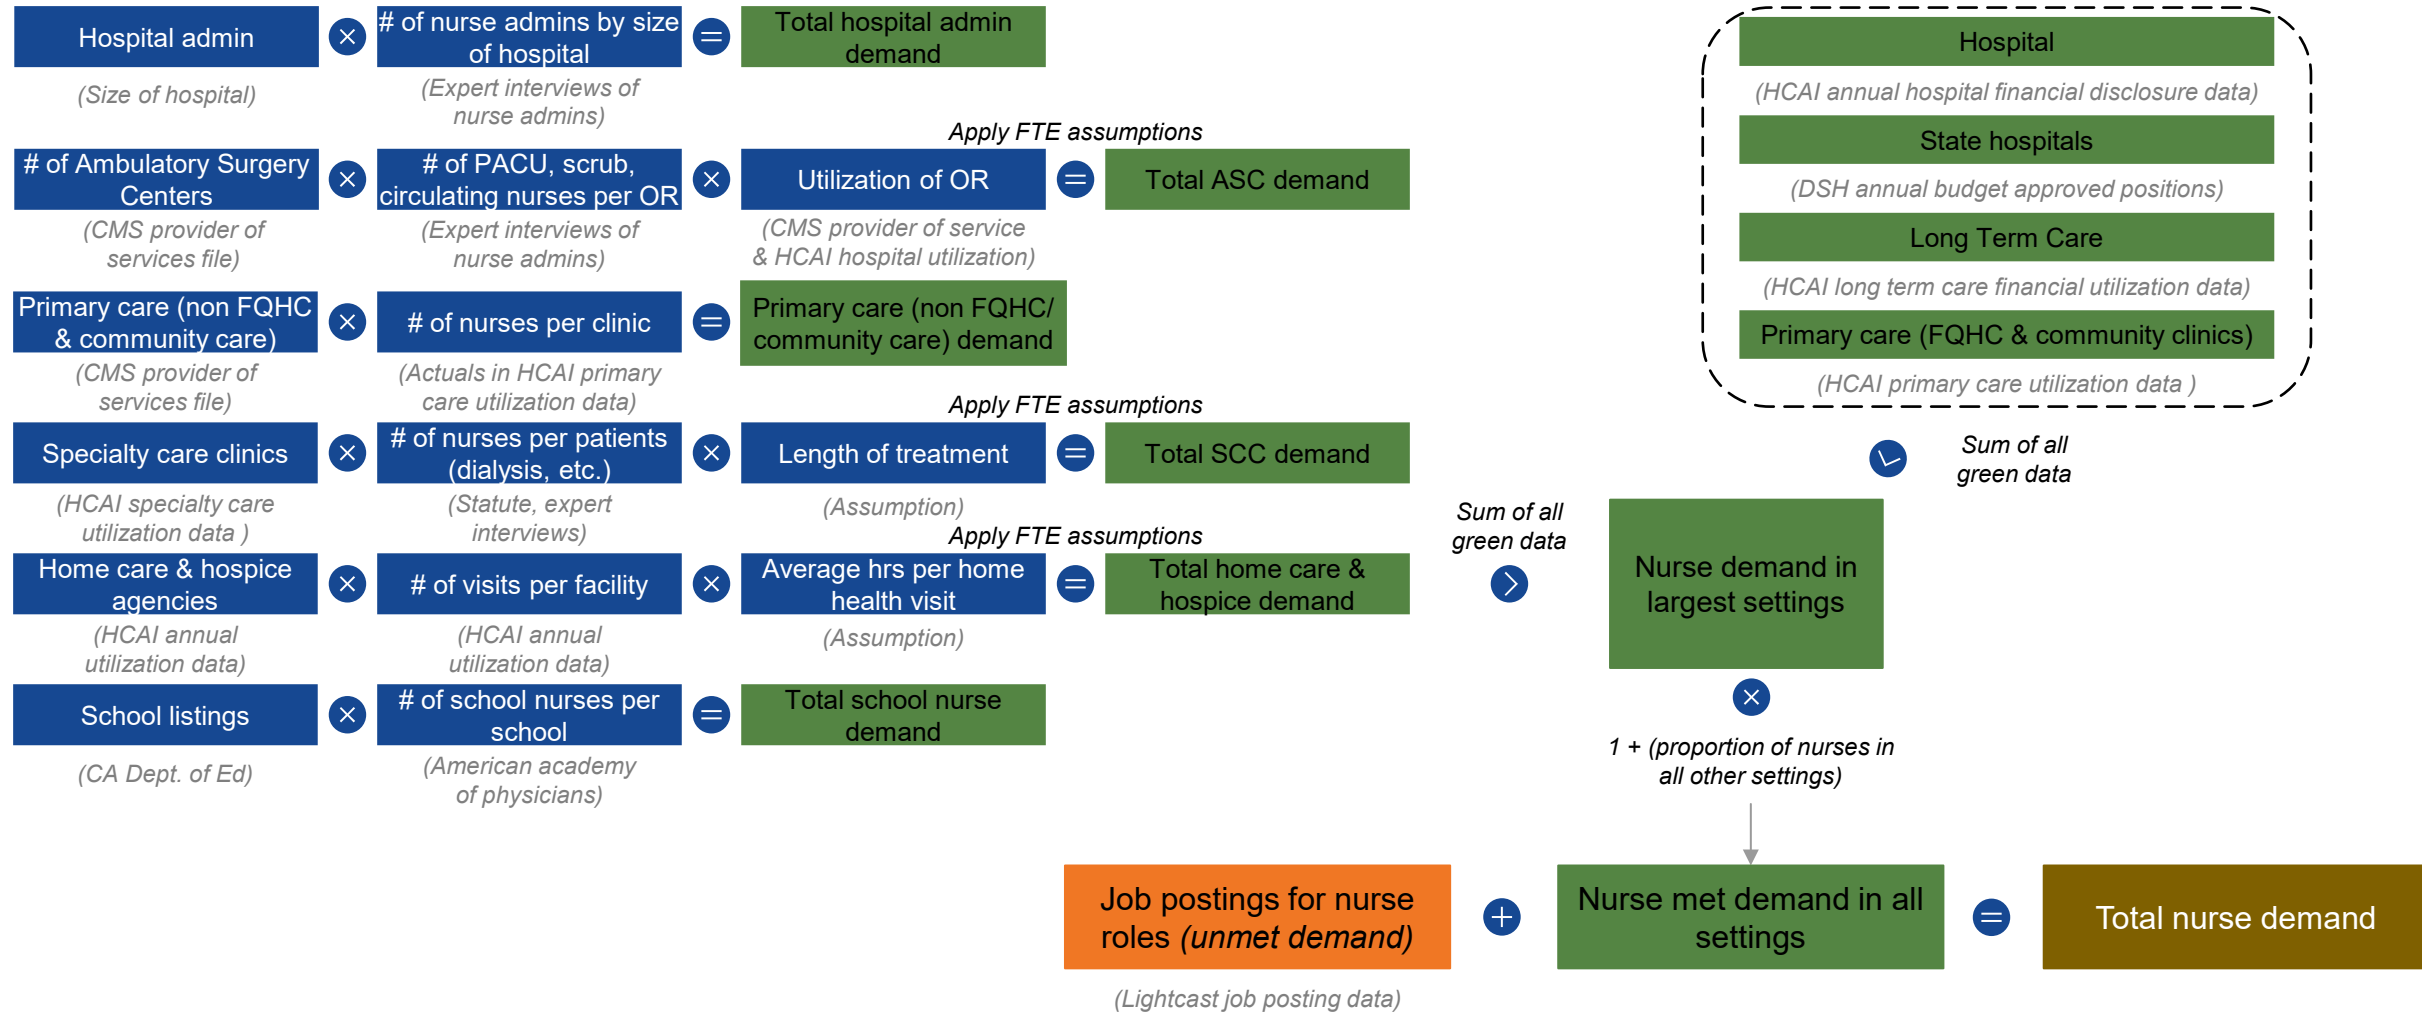 Hospital admin
# of nurse admins by size
of hospital
Total hospital admin
demand
(Size of hospital)
(Expert interviews of
nurse admins)
Apply FTE assumptions
# of Ambulatory Surgery
Centers
# of PACU, scrub,
circulating nurses per OR
Utilization of OR
Total ASC demand
(CMS provider of
services file)
(Expert interviews of
nurse admins)
(CMS provider of service
& HCAI hospital utilization)
Primary care (non FQHC
& community care)
# of nurses per clinic
Primary care (non FQHC/
community care) demand
(CMS provider of
services file)
(Actuals in HCAI primary
care utilization data)
Apply FTE assumptions
Specialty care clinics
# of nurses per patients
(dialysis, etc.)
Length of treatment
Total SCC demand
(HCAI specialty care
utilization data )
(Statute, expert
interviews)
(Assumption)
Apply FTE assumptions
Home care & hospice
agencies
# of visits per facility
Average hrs per home
health visit
Total home care &
hospice demand
(HCAI annual
utilization data)
(HCAI annual
utilization data)
(Assumption)
School listings
# of school nurses per
school
Total school nurse
demand
(CA Dept. of Ed)
(American academy
of physicians)
Hospital
(HCAI annual hospital financial disclosure data)
State hospitals
(DSH annual budget approved positions)
Long Term Care
(HCAI long term care financial utilization data)
Primary care (FQHC & community clinics)
(HCAI primary care utilization data )
Sum of all
green data
Sum of all
green data
Nurse demand in
largest settings
1 + (proportion of nurses in
all other settings)
Job postings for nurse
roles (unmet demand)
Nurse met demand in all
settings
Total nurse demand
(Lightcast job posting data)